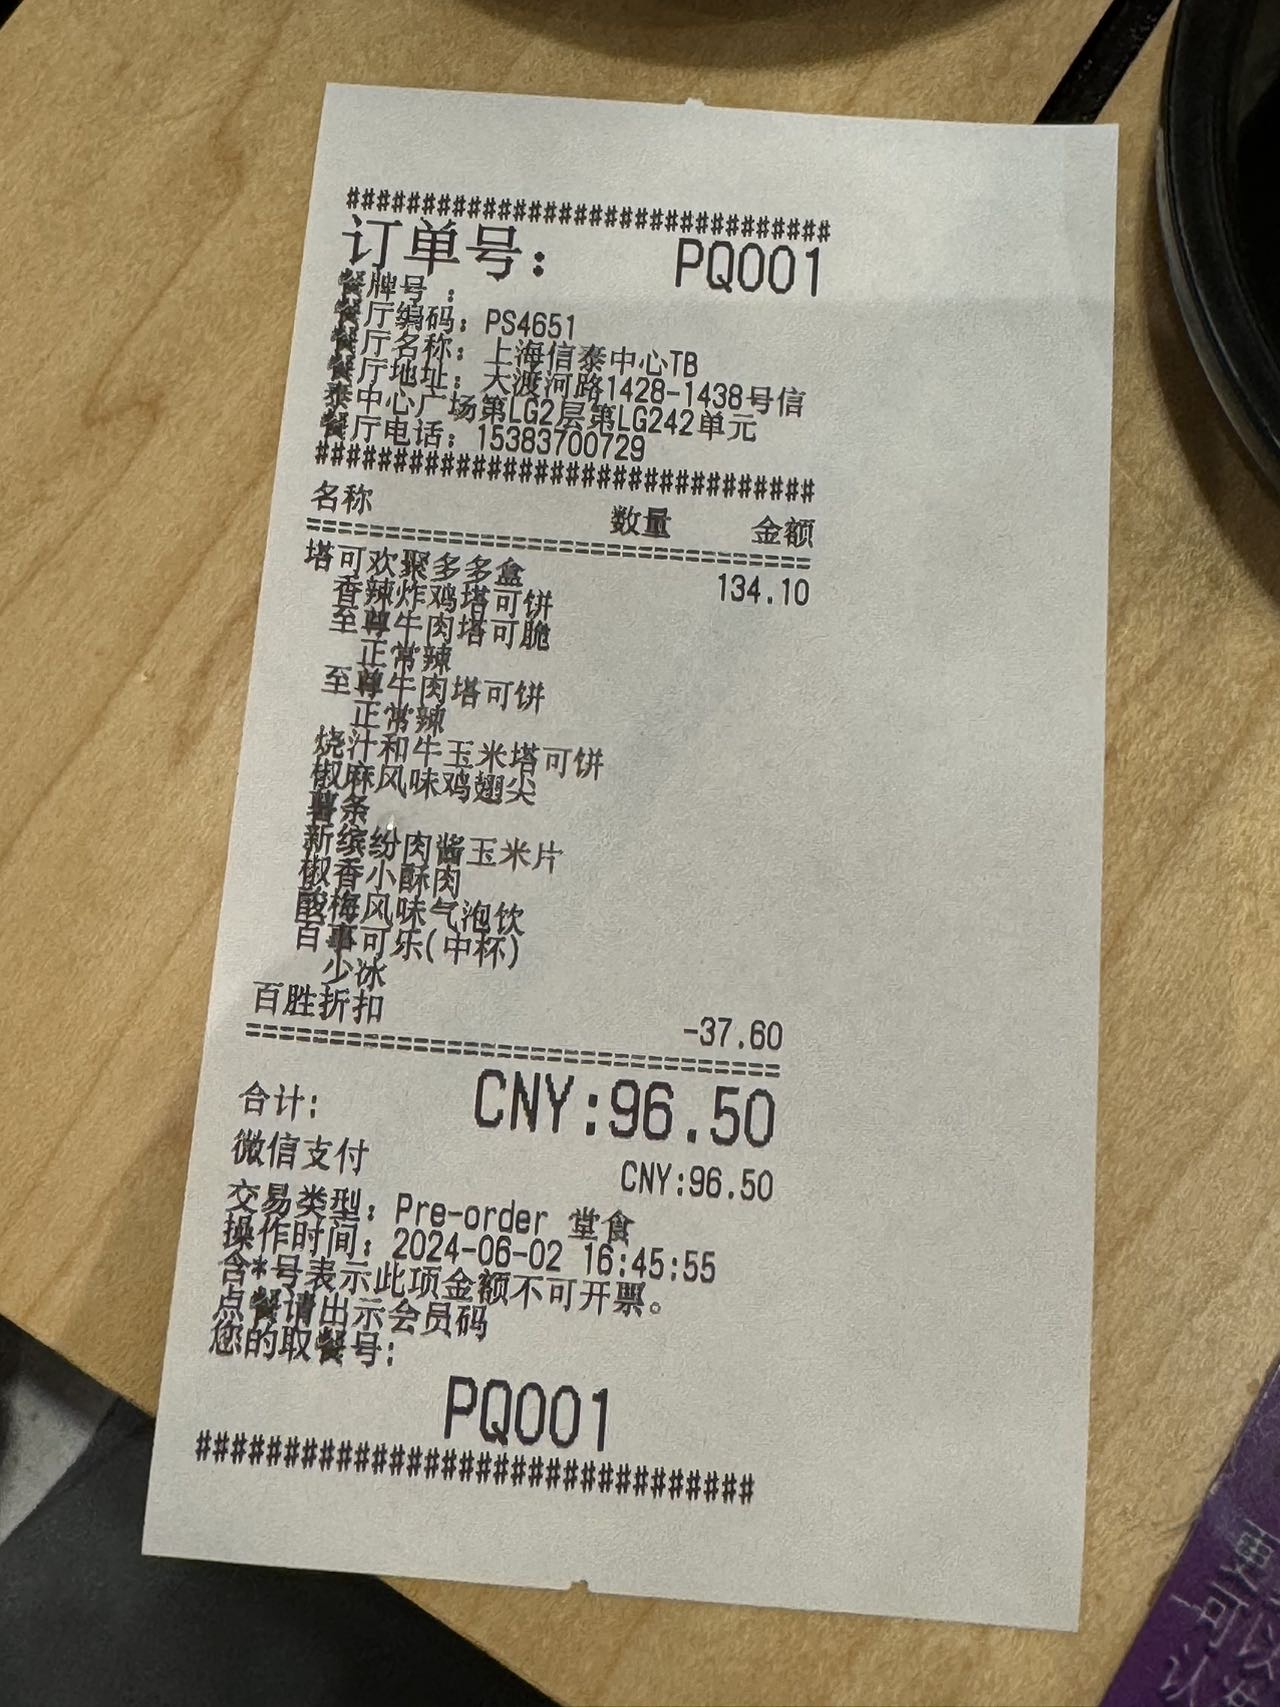 ################################
订单号： PQ001
餐牌号 ：
餐厅编码：PS4651
餐厅名称：上海信泰中心TB
餐厅地址：大渡河路1428-1438号信
泰中心广场第LG2层第LG242单元
餐厅电话：15383700729
################################
名称 数量 金额
================================
塔可欢聚多多盒 134.10
香辣炸鸡塔可饼
至尊牛肉塔可脆
正常辣
至尊牛肉塔可饼
正常辣
烧汁和牛玉米塔可饼
椒麻风味鸡翅尖
薯条
新缤纷肉酱玉米片
椒香小酥肉
酸梅风味气泡饮
百事可乐(中杯)
少冰
百胜折扣 -37.60
================================
合计: CNY:96.50
微信支付 CNY:96.50
交易类型：Pre-order 堂食
操作时间：2024-06-02 16:45:55
含*号表示此项金额不可开票。
点餐请出示会员码
您的取餐号:
PQ001
################################